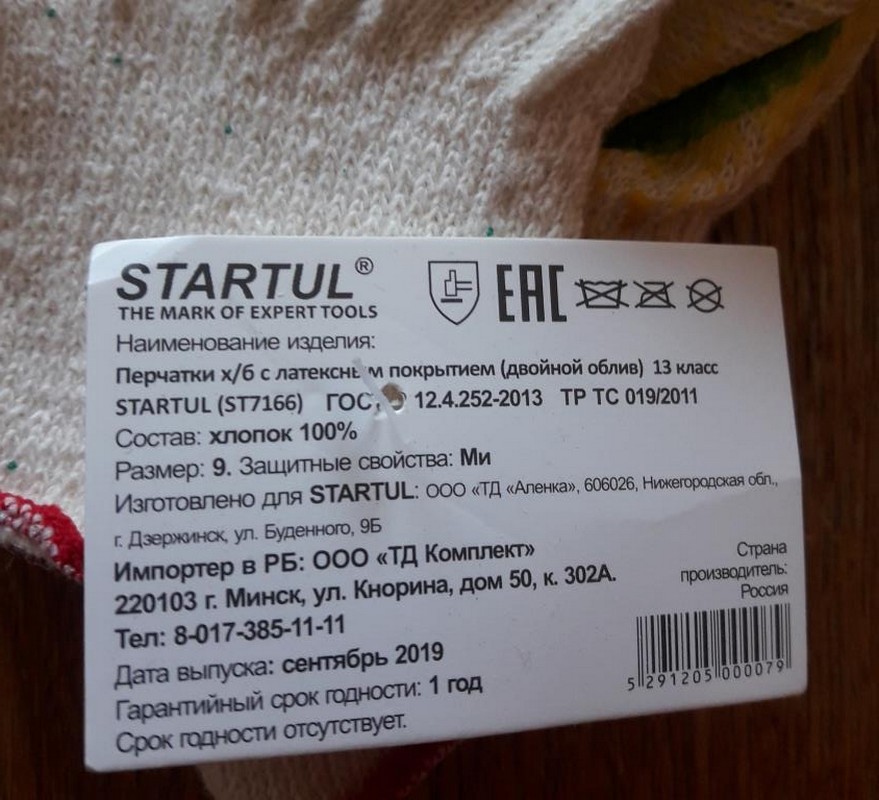 STARTUL®
THE MARK OF EXPERT TOOLS
EAC
Наименование изделия:
Перчатки х/б с латексным покрытием (двойной облив) 13 класс
STARTUL (ST7166) ГОСТ 12.4.252-2013 ТР ТС 019/2011
Состав: хлопок 100%
Размер: 9. Защитные свойства: Ми
Изготовлено для STARTUL: ООО «ТД «Аленка», 606026, Нижегородская обл.,
г. Дзержинск, ул. Буденного, 9Б
Импортер в РБ: ООО «ТД Комплект»
220103 г. Минск, ул. Кнорина, дом 50, к. 302А.
Тел: 8-017-385-11-11
Дата выпуска: сентябрь 2019
Гарантийный срок годности: 1 год
Срок годности отсутствует.
Страна
производитель:
Россия
5 291205 000079